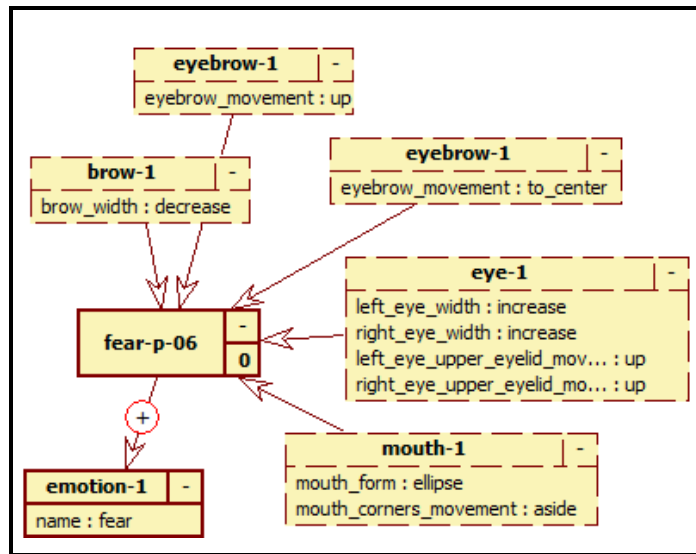 eyebrow-1 -
eyebrow_movement : up
eyebrow-1 -
eyebrow_movement : to_center
brow-1 -
brow_width : decrease
eye-1 -
left_eye_width : increase
right_eye_width : increase
left_eye_upper_eyelid_mov... : up
right_eye_upper_eyelid_mo... : up
fear-p-06 -
0
+
mouth-1 -
mouth_form : ellipse
mouth_corners_movement : aside
emotion-1 -
name : fear